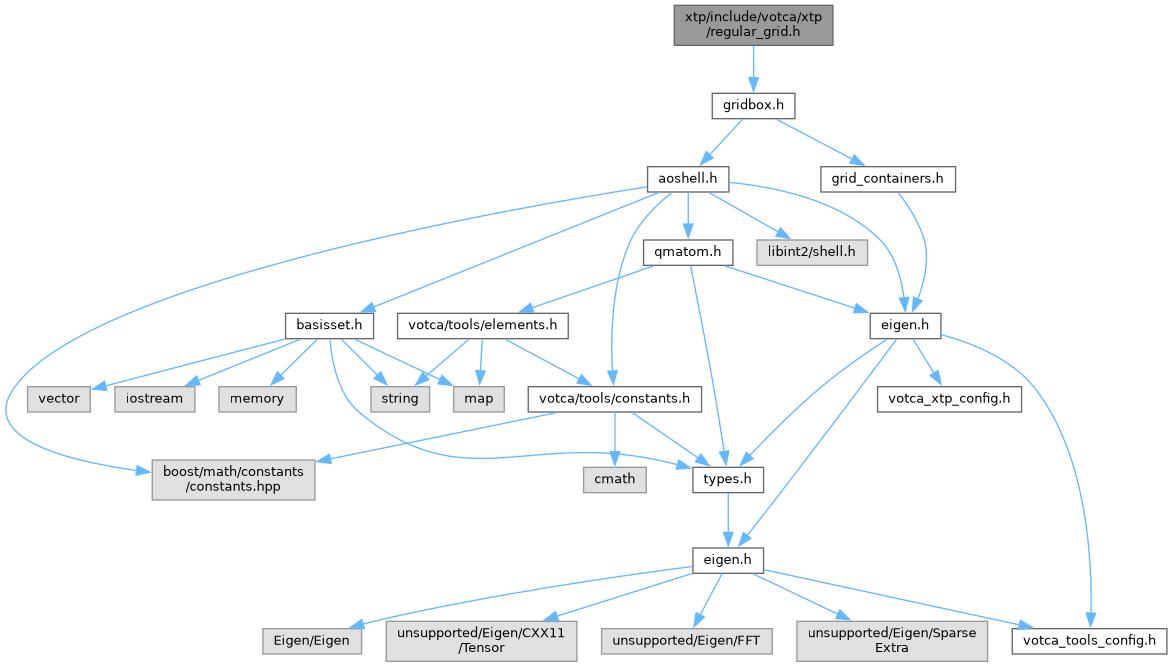 xtp/include/votca/xtp
/regular_grid.h
gridbox.h
aoshell.h
grid_containers.h
qmatom.h
libint2/shell.h
basisset.h
votca/tools/elements.h
eigen.h
vector
iostream
memory
string
map
votca/tools/constants.h
votca_xtp_config.h
boost/math/constants
/constants.hpp
cmath
types.h
eigen.h
Eigen/Eigen
unsupported/Eigen/CXX11
/Tensor
unsupported/Eigen/FFT
unsupported/Eigen/Sparse
Extra
votca_tools_config.h